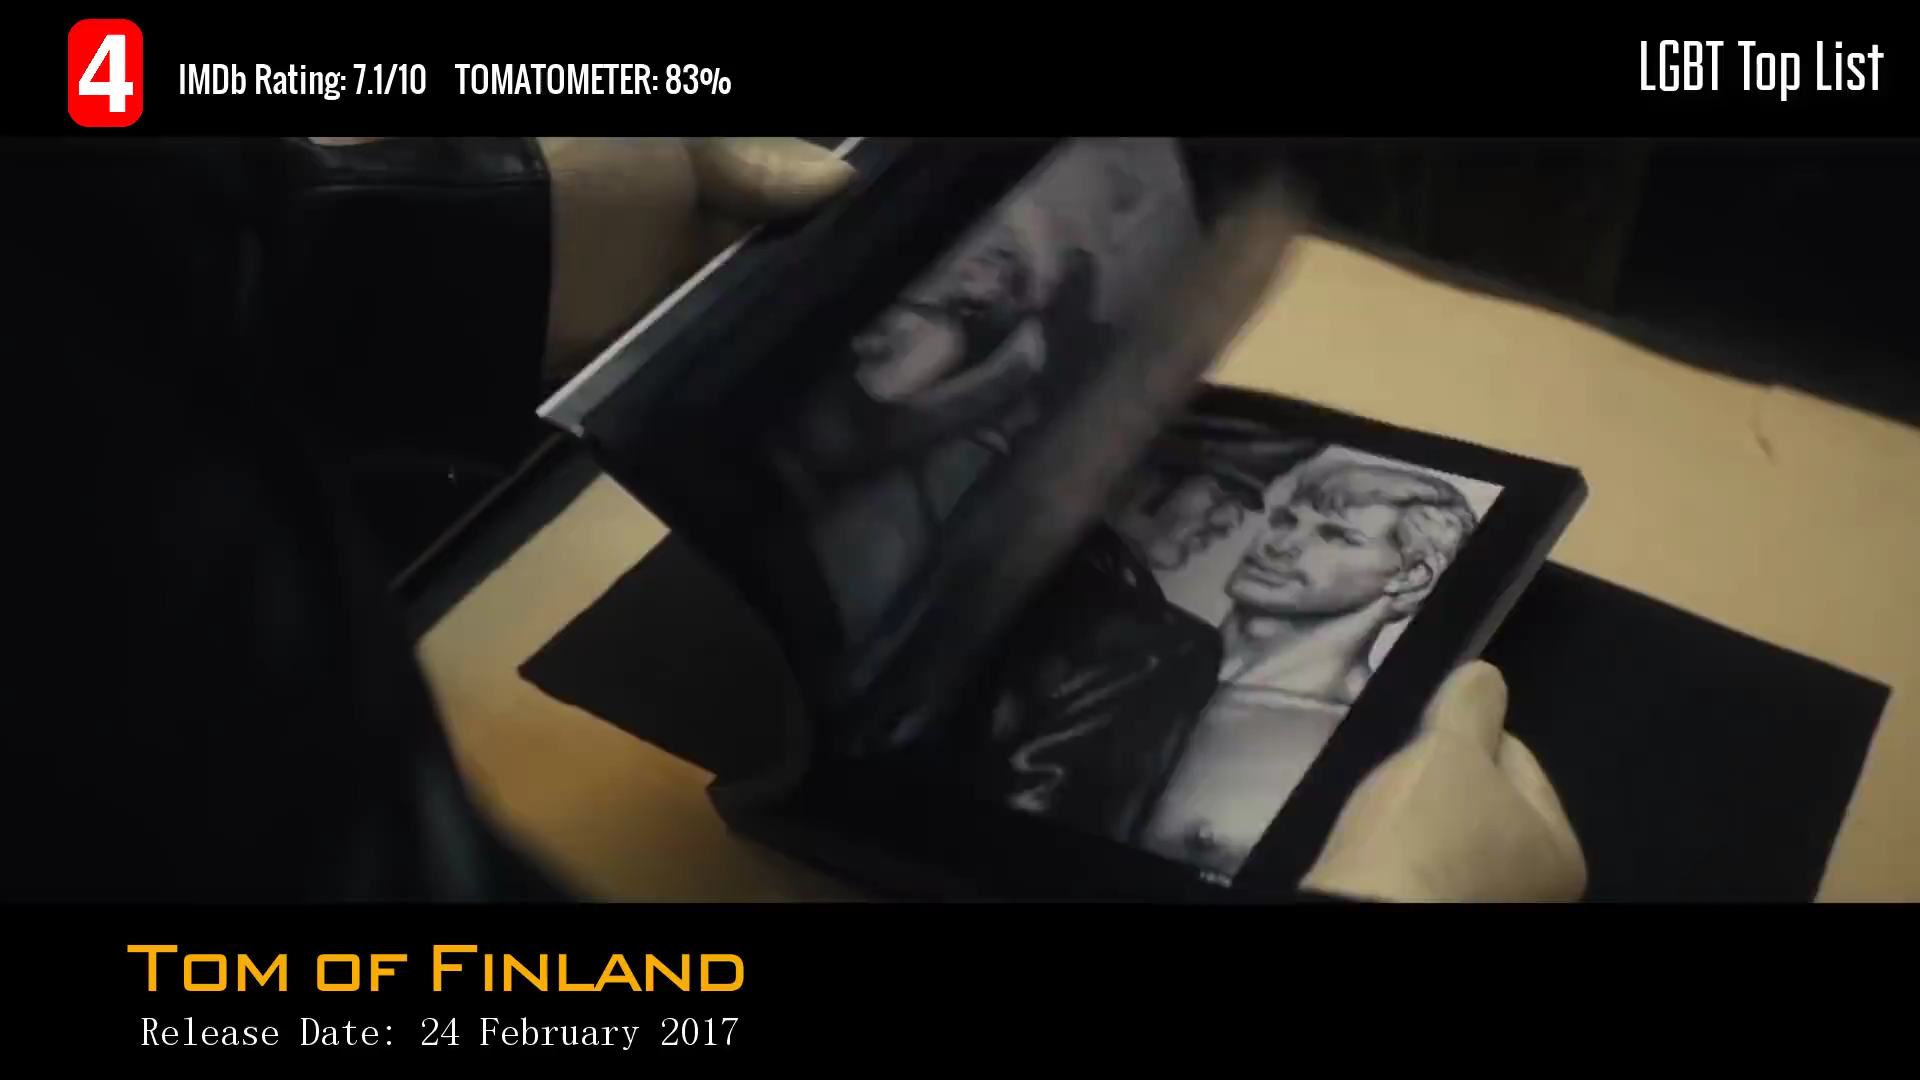 4
IMDb Rating: 7.1/10 TOMATOMETER: 83%
LGBT Top List
Tom of Finland
Release Date: 24 February 2017